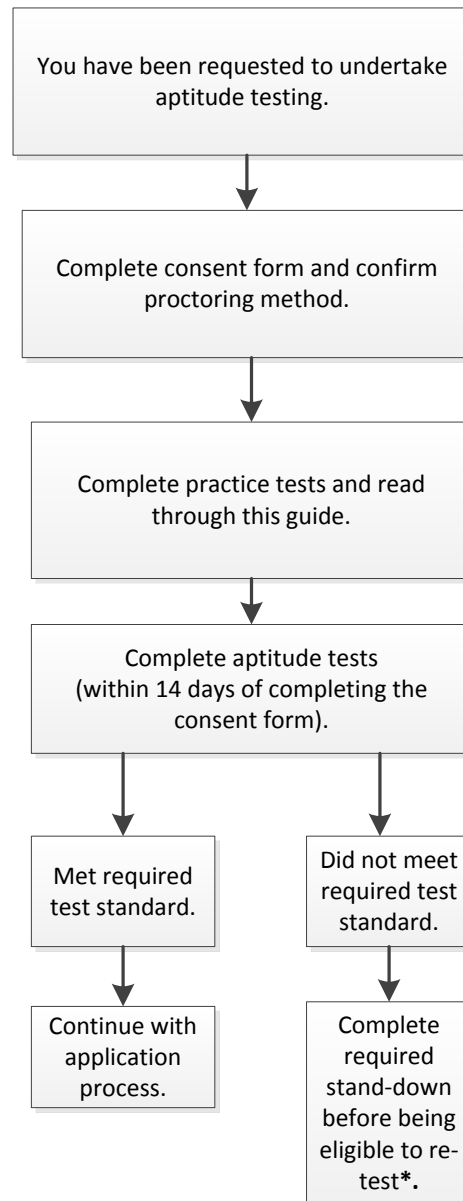 You have been requested to undertake
aptitude testing.
Complete consent form and confirm
proctoring method.
Complete practice tests and read
through this guide.
Complete aptitude tests
(within 14 days of completing the
consent form).
Met required
test standard.
Did not meet
required test
standard.
Continue with
application
process.
Complete
required
stand-down
before being
eligible to re-
test*.